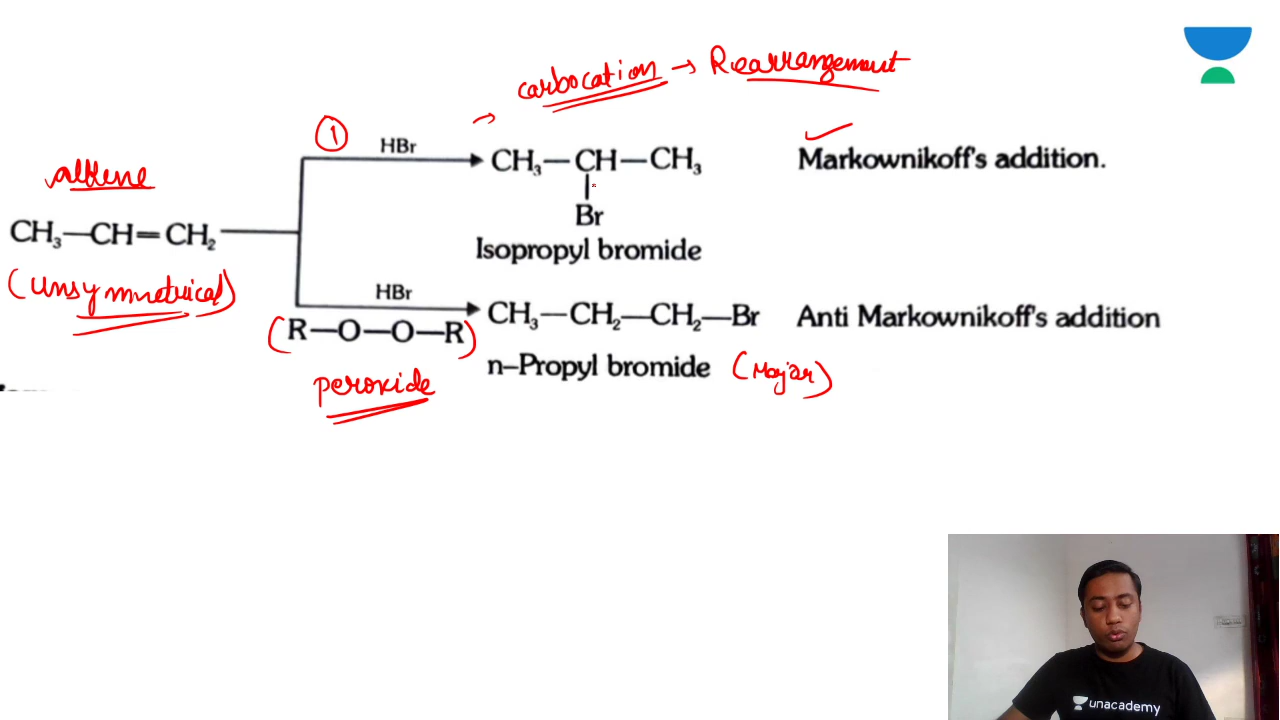 carbocation → Rearrangement
① HBr
CH₃—CH—CH₃ Markownikoff's addition.
alkene
CH₃—CH=CH₂
Br
Isopropyl bromide
(Unsymmetrical)
HBr
CH₃—CH₂—CH₂—Br Anti Markownikoff's addition
(R—O—O—R)
n–Propyl bromide (Major)
peroxide
unacademy